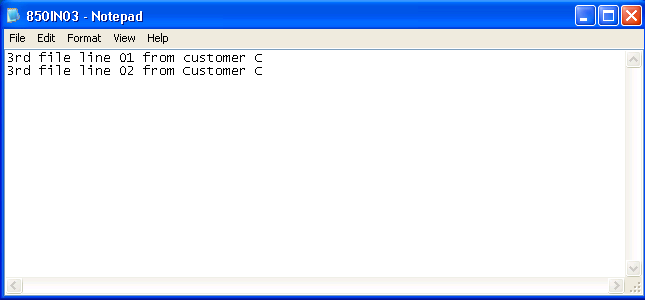 850IN03 - Notepad
File Edit Format View Help
3rd file line 01 from customer C
3rd file line 02 from Customer C